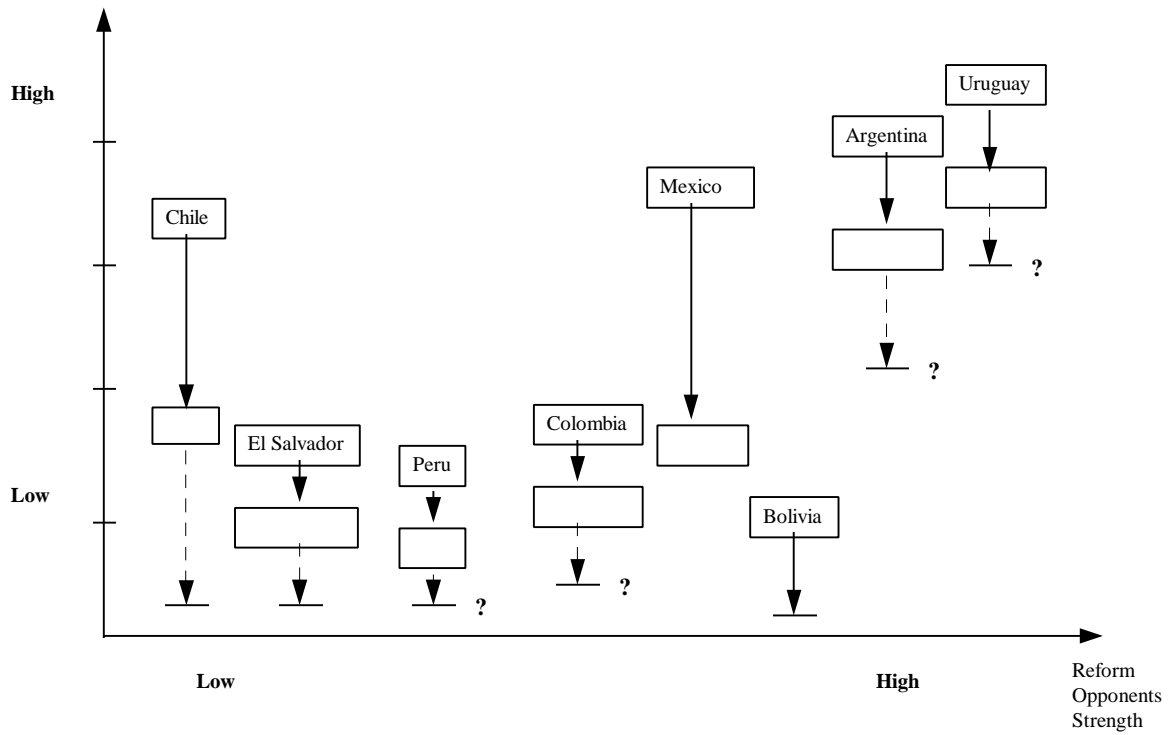 Uruguay
High
Argentina
Mexico
Chile
?
?
Colombia
El Salvador
Peru
Low
Bolivia
?
?
Low
High
Reform
Opponents
Strength